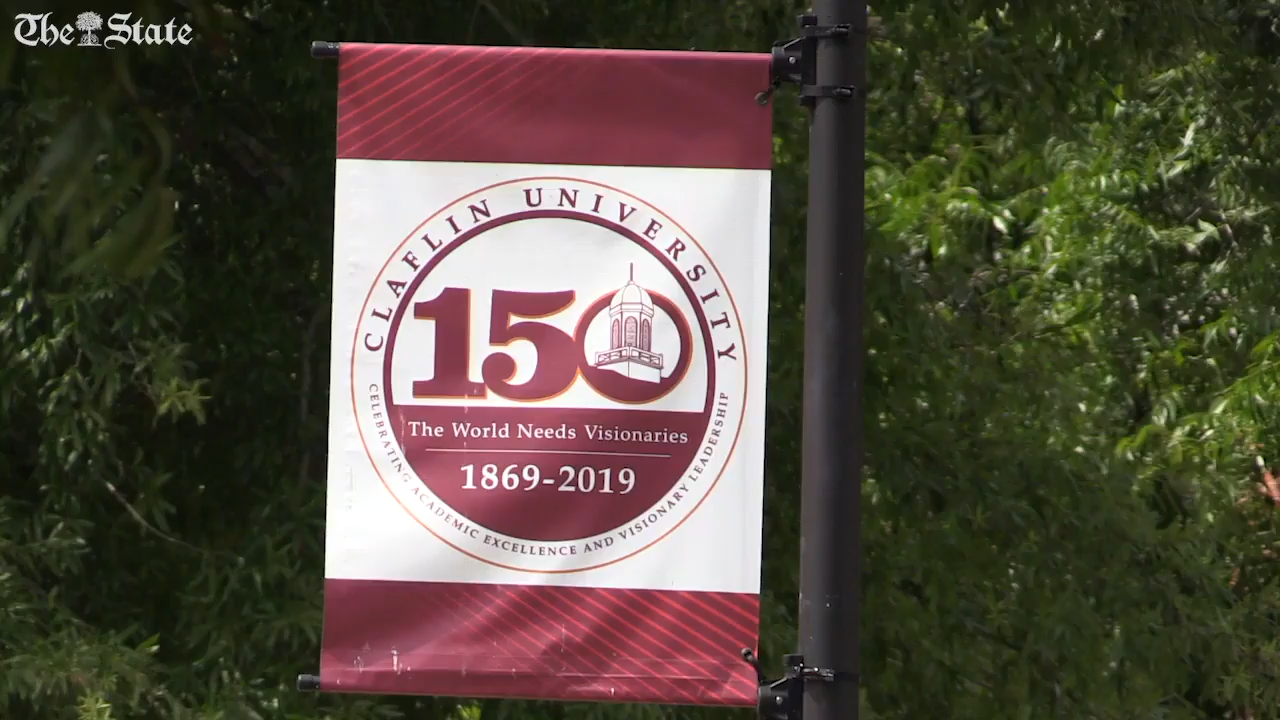 The State
CLAFLIN UNIVERSITY
150
The World Needs Visionaries
1869-2019
CELEBRATING ACADEMIC EXCELLENCE AND VISIONARY LEADERSHIP